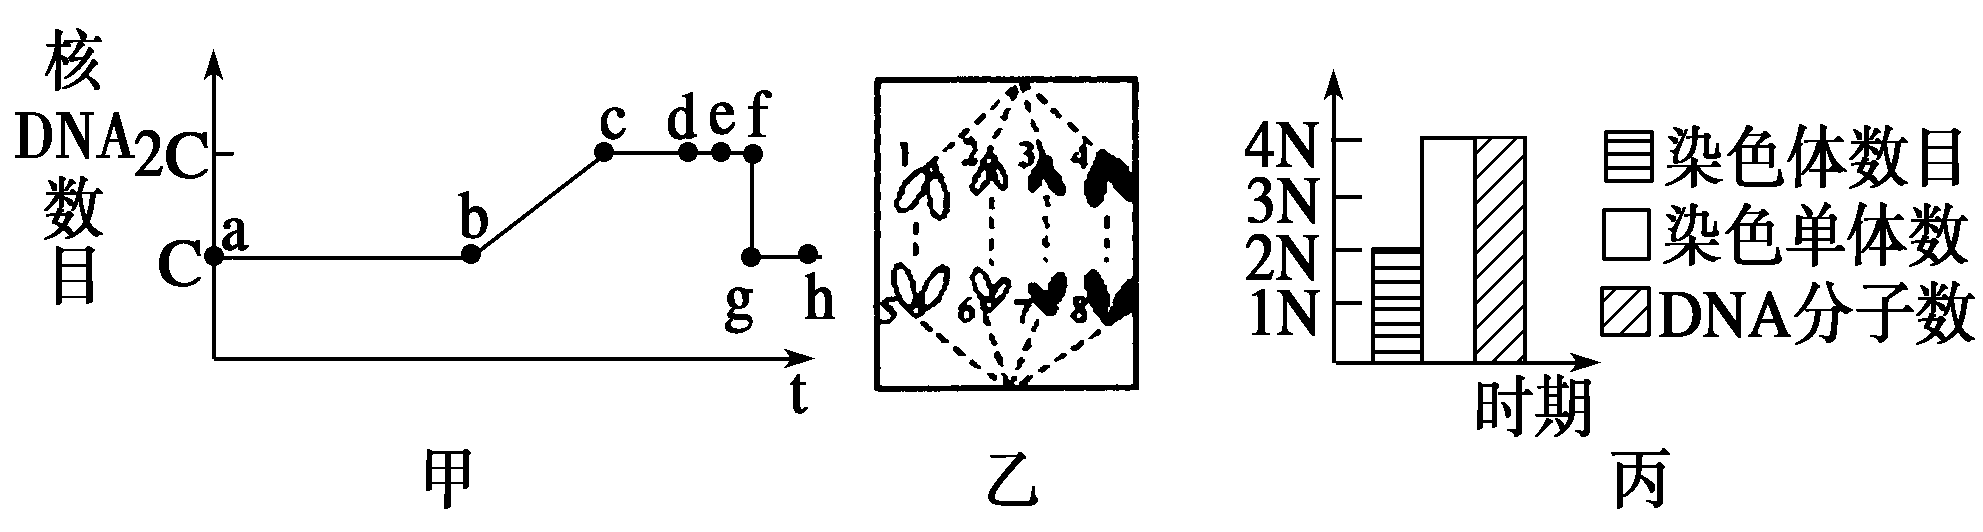 核
DNA
数
目
2C
C
a
b
c
d
e
f
g
h
t
甲
1
2
3
4
5
6
7
8
乙
4N
3N
2N
1N
时期
染色体数目
染色单体数
DNA分子数
丙